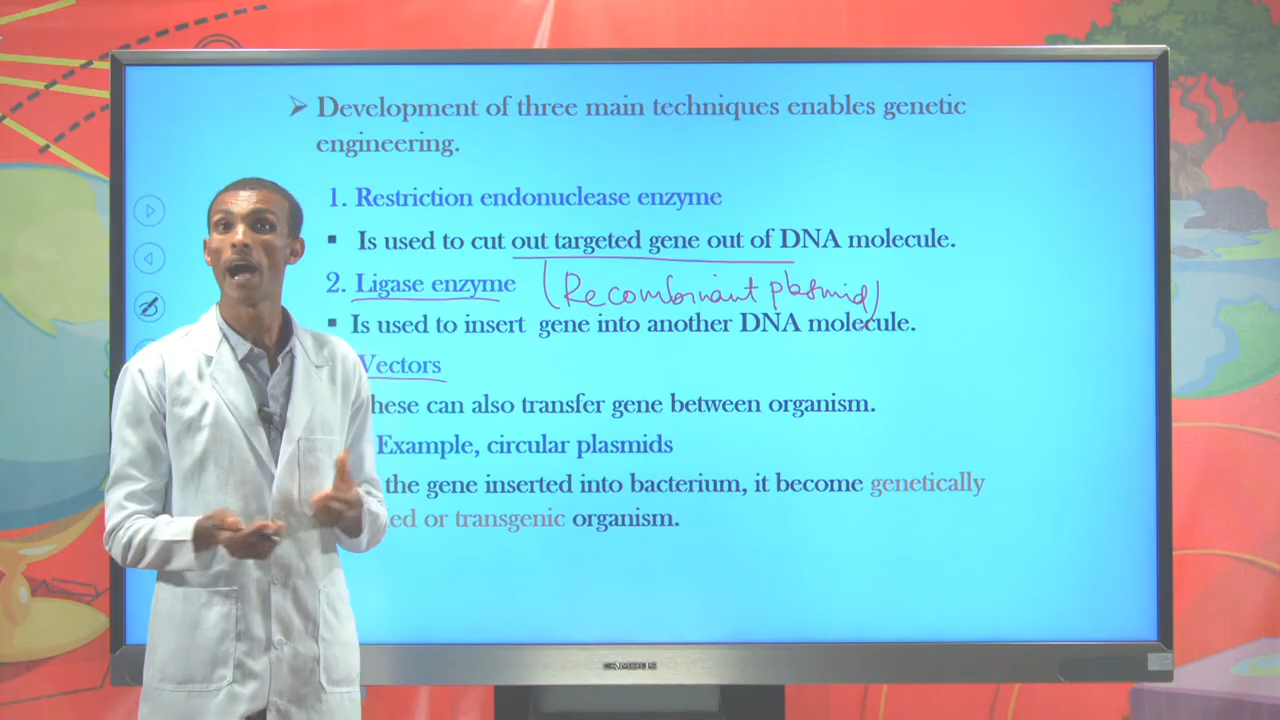 ➢ Development of three main techniques enables genetic
engineering.
1. Restriction endonuclease enzyme
▪ Is used to cut out targeted gene out of DNA molecule.
2. Ligase enzyme (Recombinant plasmid)
▪ Is used to insert gene into another DNA molecule.
Vectors
hese can also transfer gene between organism.
Example, circular plasmids
the gene inserted into bacterium, it become genetically
ed or transgenic organism.